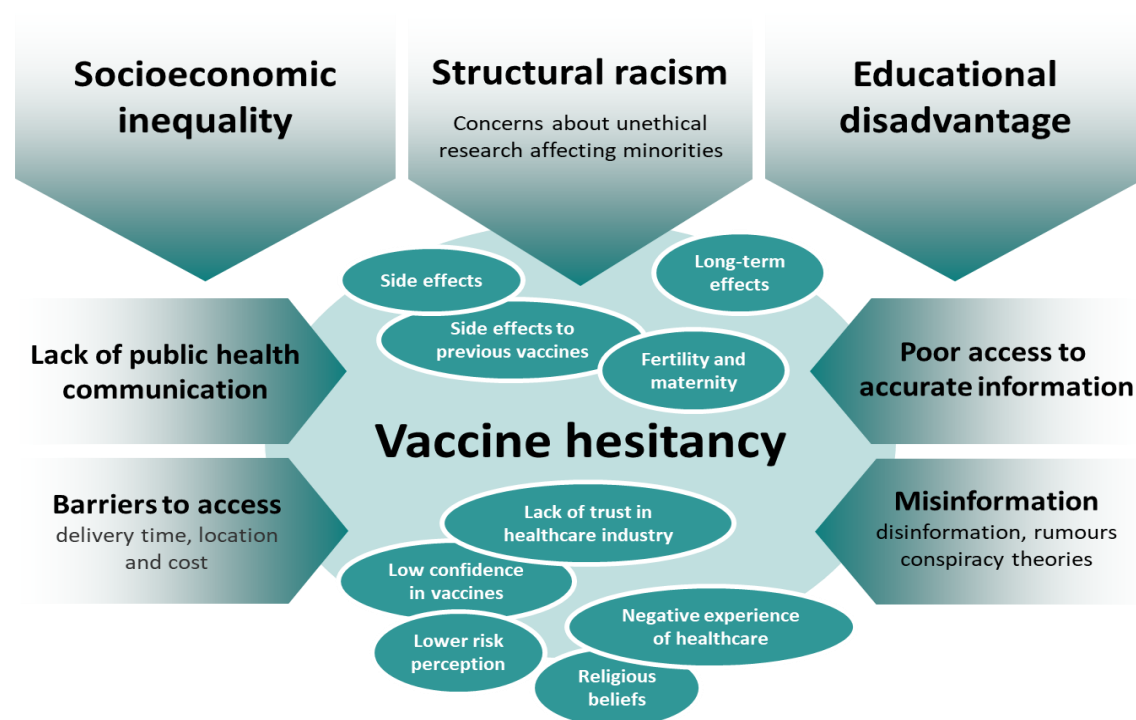 Socioeconomic
inequality
Structural racism
Concerns about unethical
research affecting minorities
Educational
disadvantage
Side effects
Long-term
effects
Side effects to
previous vaccines
Fertility and
maternity
Lack of public health
communication
Poor access to
accurate information
Vaccine hesitancy
Barriers to access
delivery time, location
and cost
Misinformation
disinformation, rumours
conspiracy theories
Lack of trust in
healthcare industry
Low confidence
in vaccines
Negative experience
of healthcare
Lower risk
perception
Religious
beliefs